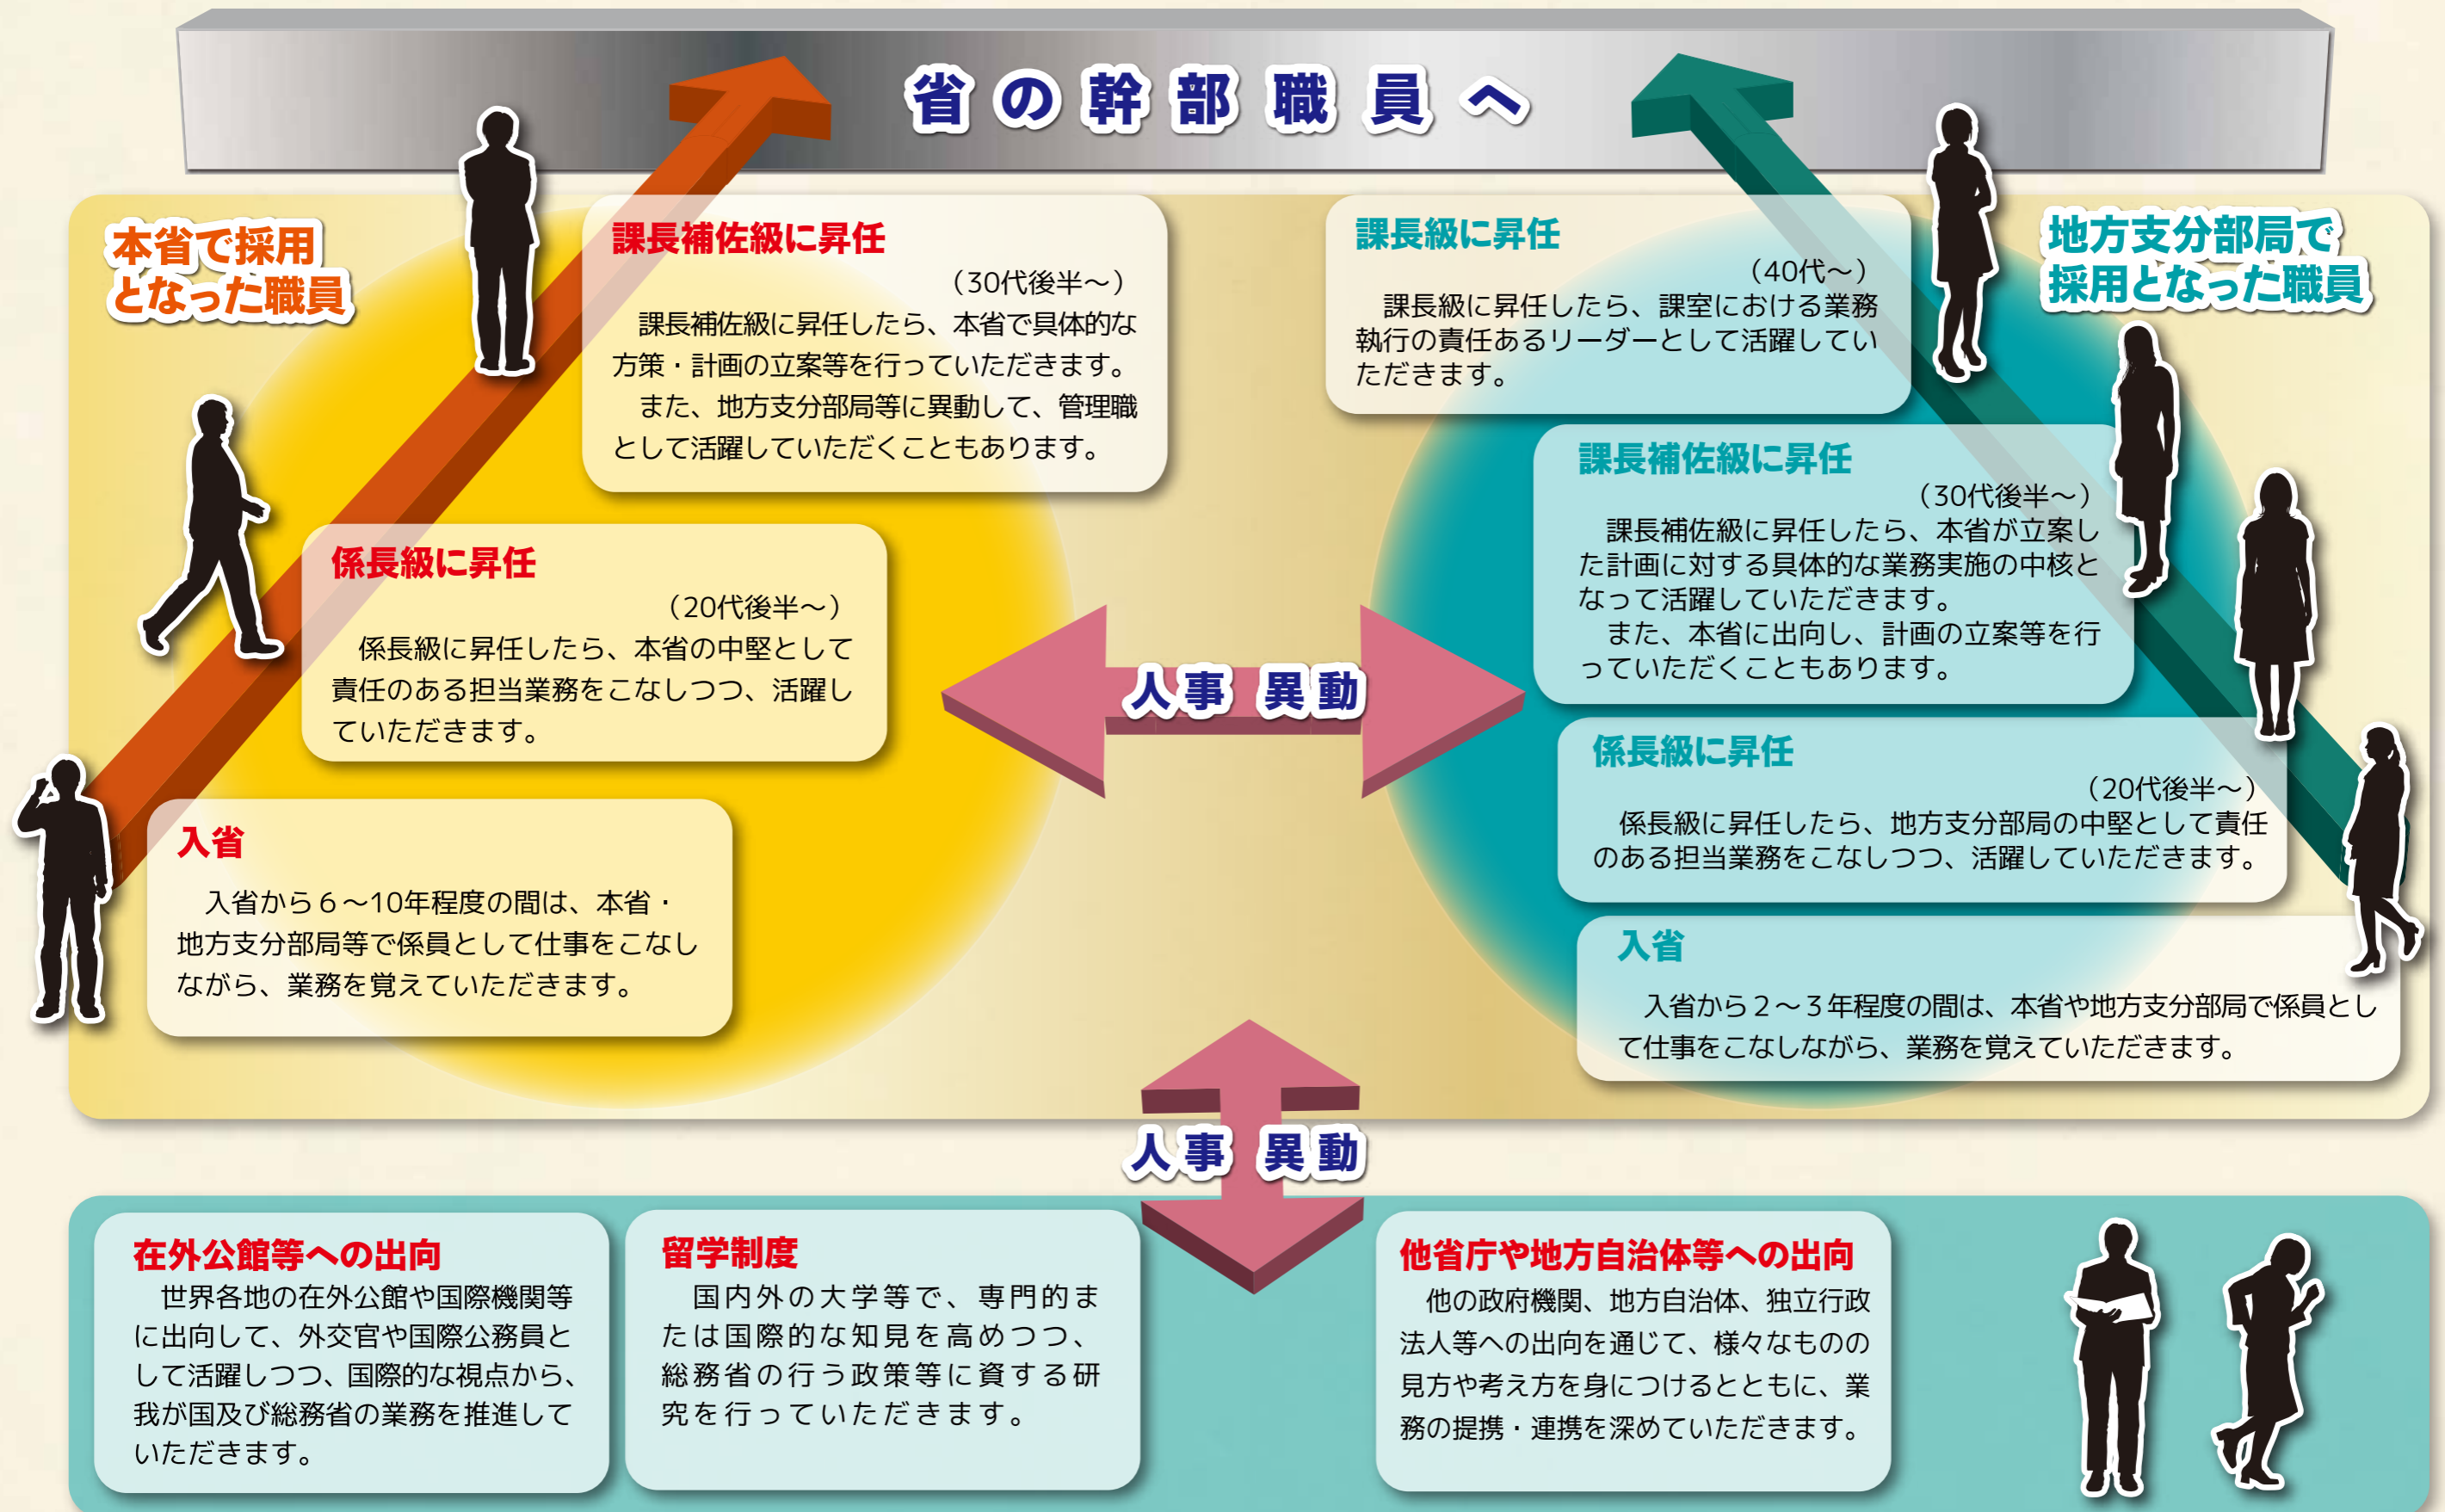 省の幹部職員へ
本省で採用
となった職員
課長補佐級に昇任
（30代後半～）
課長補佐級に昇任したら、本省で具体的な
方策・計画の立案等を行っていただきます。
また、地方支分部局等に異動して、管理職
として活躍していただくこともあります。
係長級に昇任
（20代後半～）
係長級に昇任したら、本省の中堅として
責任のある担当業務をこなしつつ、活躍し
ていただきます。
入省
入省から６～10年程度の間は、本省・
地方支分部局等で係員として仕事をこなし
ながら、業務を覚えていただきます。
人事 異動
地方支分部局で
採用となった職員
課長級に昇任
（40代～）
課長級に昇任したら、課室における業務
執行の責任あるリーダーとして活躍してい
ただきます。
課長補佐級に昇任
（30代後半～）
課長補佐級に昇任したら、本省が立案し
た計画に対する具体的な業務実施の中核と
なって活躍していただきます。
また、本省に出向し、計画の立案等を行
っていただくこともあります。
係長級に昇任
（20代後半～）
係長級に昇任したら、地方支分部局の中堅として責任
のある担当業務をこなしつつ、活躍していただきます。
入省
入省から２～３年程度の間は、本省や地方支分部局で係員とし
て仕事をこなしながら、業務を覚えていただきます。
人事 異動
在外公館等への出向
世界各地の在外公館や国際機関等
に出向して、外交官や国際公務員と
して活躍しつつ、国際的な視点から、
我が国及び総務省の業務を推進して
いただきます。
留学制度
国内外の大学等で、専門的ま
たは国際的な知見を高めつつ、
総務省の行う政策等に資する研
究を行っていただきます。
他省庁や地方自治体等への出向
他の政府機関、地方自治体、独立行政
法人等への出向を通じて、様々なものの
見方や考え方を身につけるとともに、業
務の提携・連携を深めていただきます。